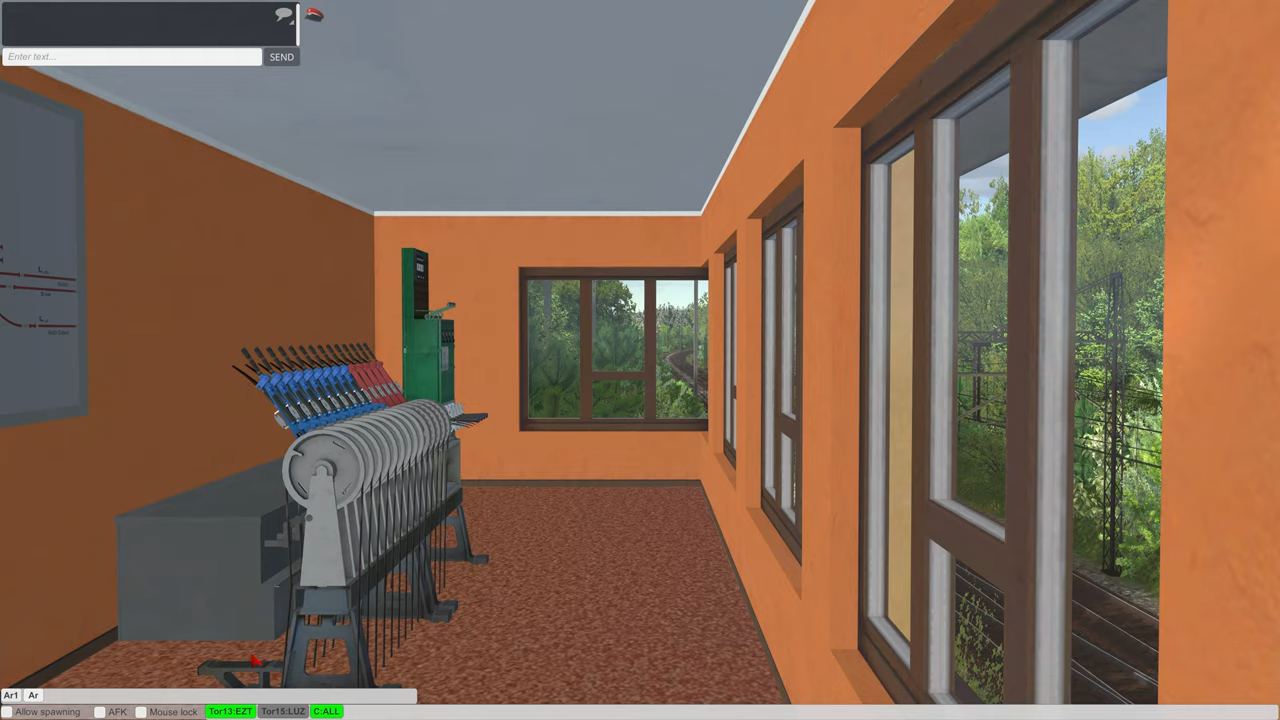 Enter text...
SEND
Ar1 Ar
Allow spawning AFK Mouse lock Tor13:EZT Tor15:LUZ C:ALL